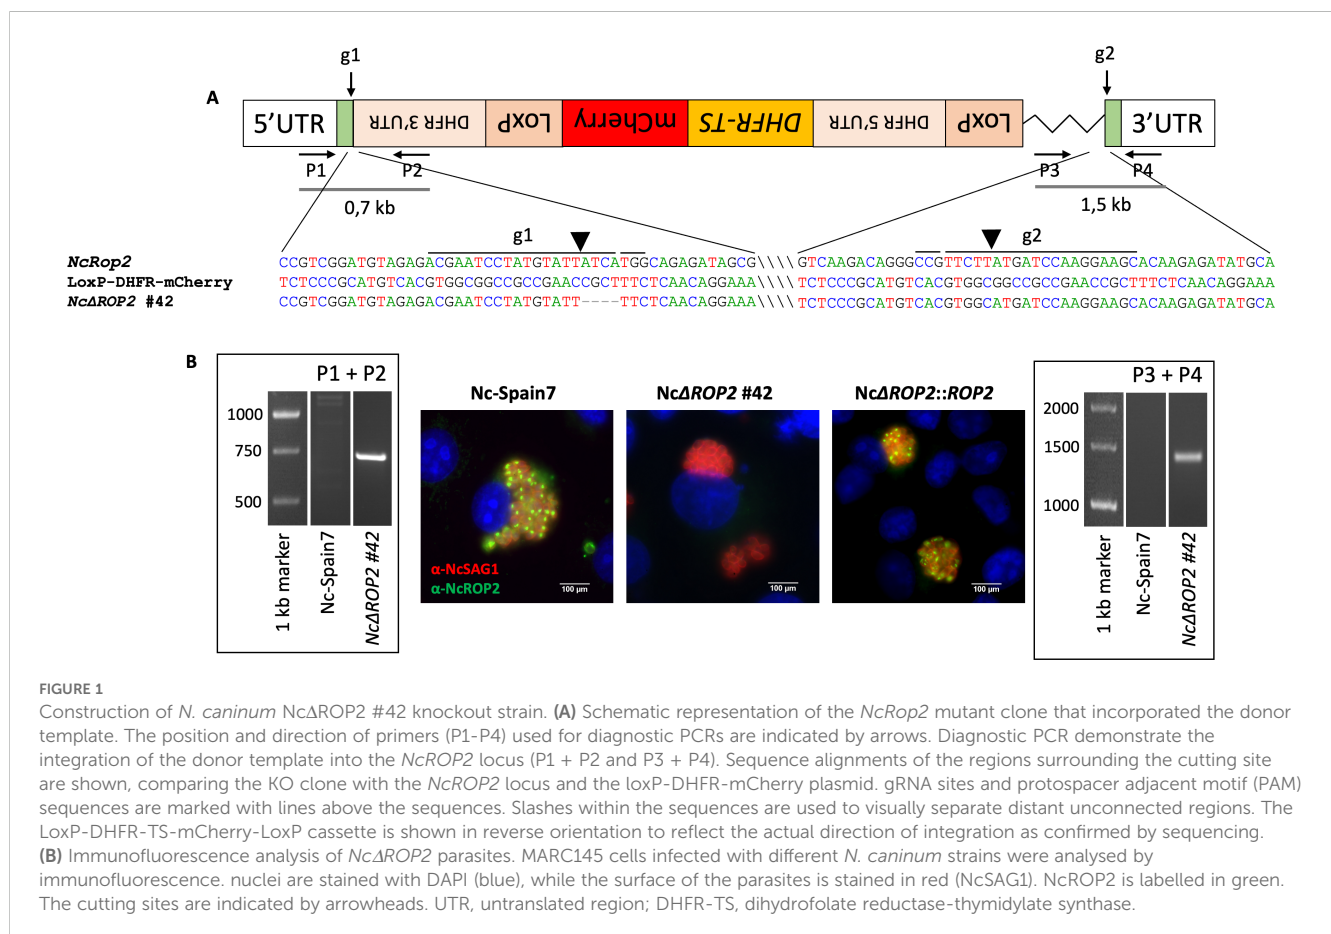 g1
g2
A
5'UTR
DHFR 3'UTR
LoxP
mCherry
DHFR-TS
DHFR 5'UTR
LoxP
3'UTR
P1
P2
P3
P4
0,7 kb
1,5 kb
g1
g2
NcRop2 CCGTCGGATGTAGAGACGAATCCTATGTATTATCATGGCAGAGATAGCG\\\\GTCAAGACAGGGCCGTTCTTATGATCCAAGGAAGCACAAGAGATATGCA
LoxP-DHFR-mCherry TCTCCCGCATGTCACGTGGCGGCCGCCGAACCGCTTTCTCAACAGGAAA\\\\TCTCCCGCATGTCACGTGGCGGCCGCCGAACCGCTTTCTCAACAGGAAA
NcΔROP2 #42 CCGTCGGATGTAGAGACGAATCCTATGTATT----TTCTCAACAGGAAA\\\\TCTCCCGCATGTCACGTGGCATGATCCAAGGAAGCACAAGAGATATGCA
B
P1 + P2
1000
750
500
1 kb marker
Nc-Spain7
NcΔROP2 #42
Nc-Spain7
α-NcSAG1
α-NcROP2
100 µm
NcΔROP2 #42
100 µm
NcΔROP2::ROP2
100 µm
P3 + P4
2000
1500
1000
1 kb marker
Nc-Spain7
NcΔROP2 #42
FIGURE 1
Construction of N. caninum NcΔROP2 #42 knockout strain. (A) Schematic representation of the NcRop2 mutant clone that incorporated the donor
template. The position and direction of primers (P1-P4) used for diagnostic PCRs are indicated by arrows. Diagnostic PCR demonstrate the
integration of the donor template into the NcROP2 locus (P1 + P2 and P3 + P4). Sequence alignments of the regions surrounding the cutting site
are shown, comparing the KO clone with the NcROP2 locus and the loxP-DHFR-mCherry plasmid. gRNA sites and protospacer adjacent motif (PAM)
sequences are marked with lines above the sequences. Slashes within the sequences are used to visually separate distant unconnected regions. The
LoxP-DHFR-TS-mCherry-LoxP cassette is shown in reverse orientation to reflect the actual direction of integration as confirmed by sequencing.
(B) Immunofluorescence analysis of NcΔROP2 parasites. MARC145 cells infected with different N. caninum strains were analysed by
immunofluorescence. nuclei are stained with DAPI (blue), while the surface of the parasites is stained in red (NcSAG1). NcROP2 is labelled in green.
The cutting sites are indicated by arrowheads. UTR, untranslated region; DHFR-TS, dihydrofolate reductase-thymidylate synthase.